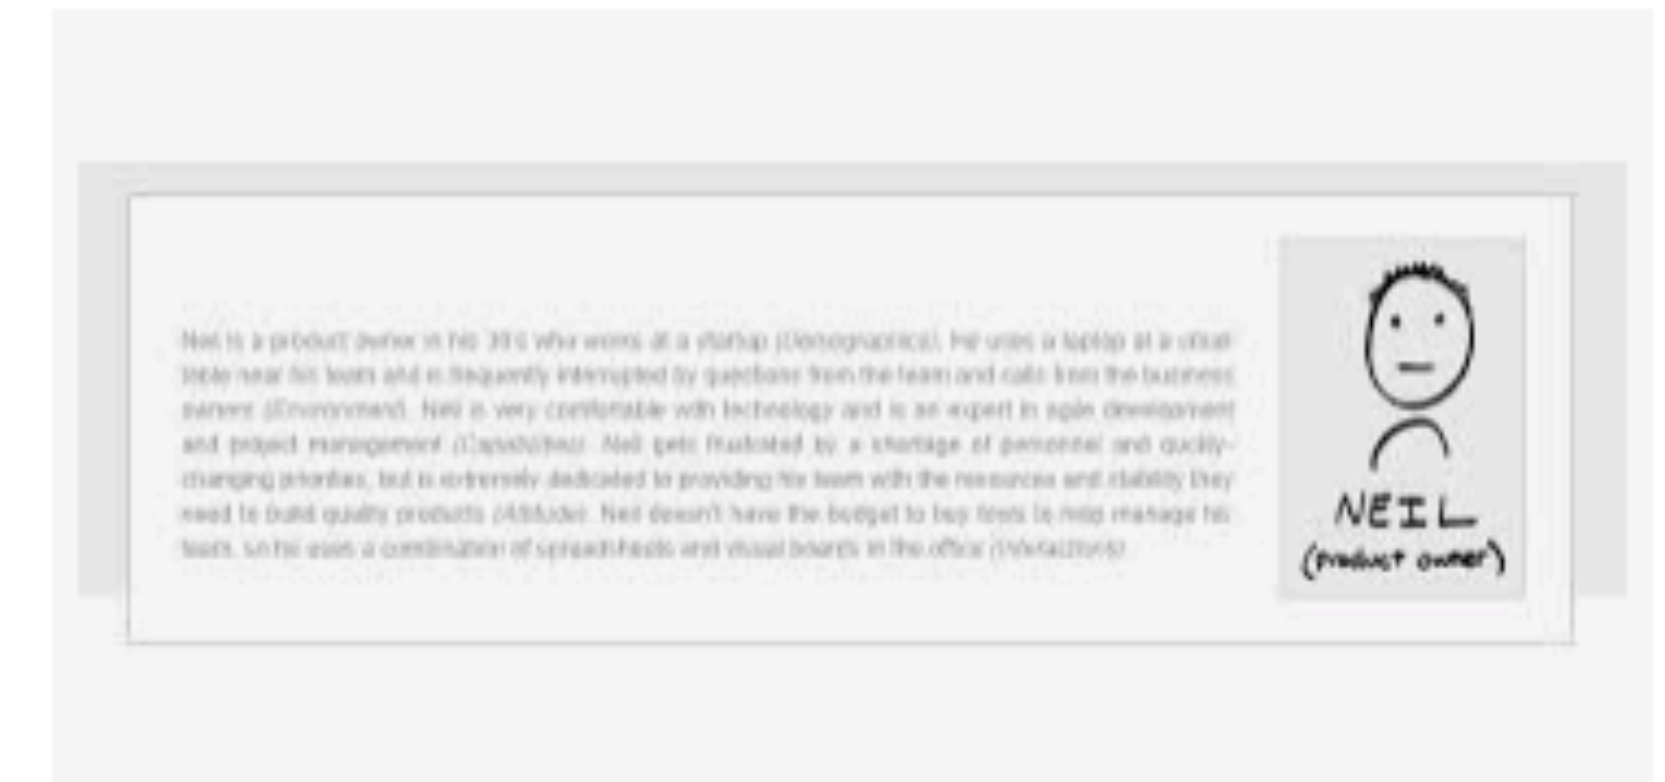 Neil is a product owner in his 30's who works at a startup (Demographics). He uses a laptop at a small
table near his team and is frequently interrupted by questions from the team and calls from the business
owners (Environment). Neil is very comfortable with technology and is an expert in agile development
and project management (Capabilities). Neil gets frustrated by a shortage of personnel and quickly-
changing priorities, but is extremely dedicated to providing his team with the resources and stability they
need to build quality products (Attitude). Neil doesn't have the budget to buy tools to help manage his
team, so he uses a combination of spreadsheets and visual boards in the office (Interactions).
NEIL
(product owner)